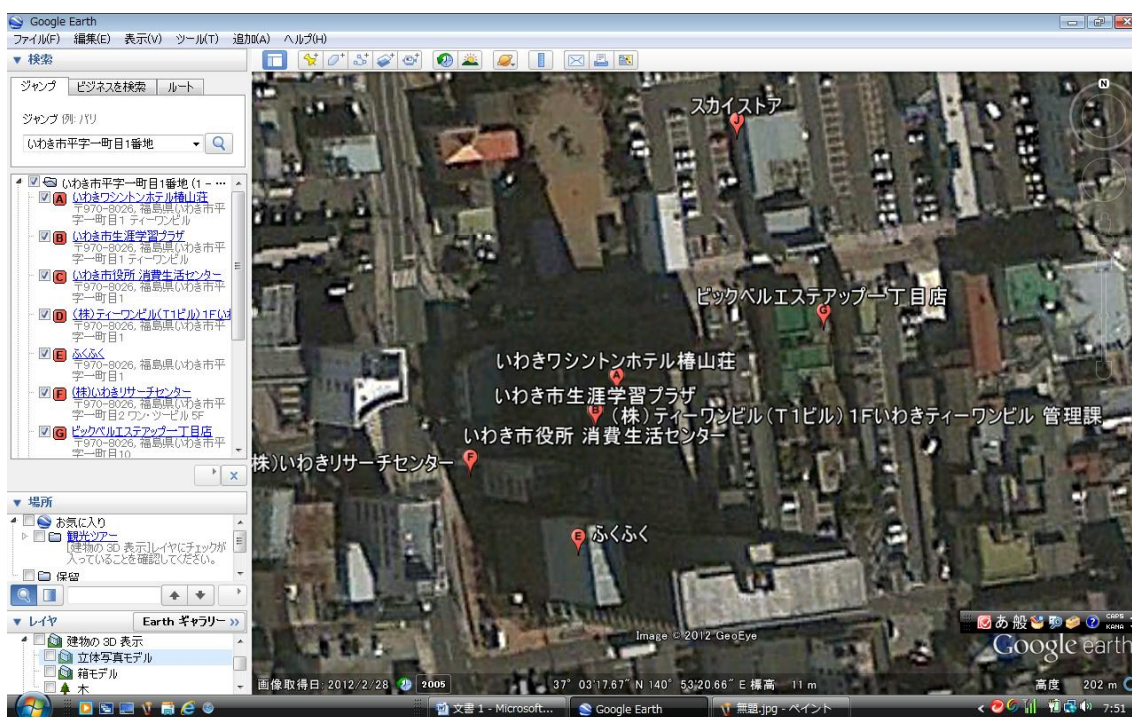 Google Earth
ファイル(F) 編集(E) 表示(V) ツール(T) 追加(A) ヘルプ(H)
▼ 検索
ジャンプ ビジネスを検索 ルート
ジャンプ 例: パリ
いわき市平字一町目1番地
いわき市平字一町目1番地 (1 – ...
A いわきワシントンホテル椿山荘
〒970-8026, 福島県いわき市平
字一町目1 ティーワンビル
B いわき市生涯学習プラザ
〒970-8026, 福島県いわき市平
字一町目1 ティーワンビル
C いわき市役所 消費生活センター
〒970-8026, 福島県いわき市平
字一町目1
D (株)ティーワンビル(T1ビル) 1Fいわ
〒970-8026, 福島県いわき市平
字一町目1
E ふくふく
〒970-8026, 福島県いわき市平
字一町目1
F (株)いわきリサーチセンター
〒970-8026, 福島県いわき市平
字一町目2 ワン・ツービル 5F
G ビックベルエステアップ一丁目店
〒970-8026, 福島県いわき市平
字一町目10
▼ 場所
お気に入り
観光ツアー
[建物の 3D 表示]レイヤにチェックが
入っていることを確認してください。
保留
▼ レイヤ Earth ギャラリー >>
建物の 3D 表示
立体写真モデル
箱モデル
木
N
スカイストア
J
ビックベルエステアップ一丁目店
G
いわきワシントンホテル椿山荘
A
いわき市生涯学習プラザ
B (株)ティーワンビル(T1ビル) 1Fいわきティーワンビル 管理課
いわき市役所 消費生活センター
株)いわきリサーチセンター
F
E ふくふく
Image © 2012 GeoEye
あ 般 CAPS
KANA
Google earth
画像取得日: 2012/2/28 2005 37° 03'17.67" N 140° 53'20.66" E 標高 11 m 高度 202 m
文書 1 - Microsoft... Google Earth 無題.jpg - ペイント 7:51